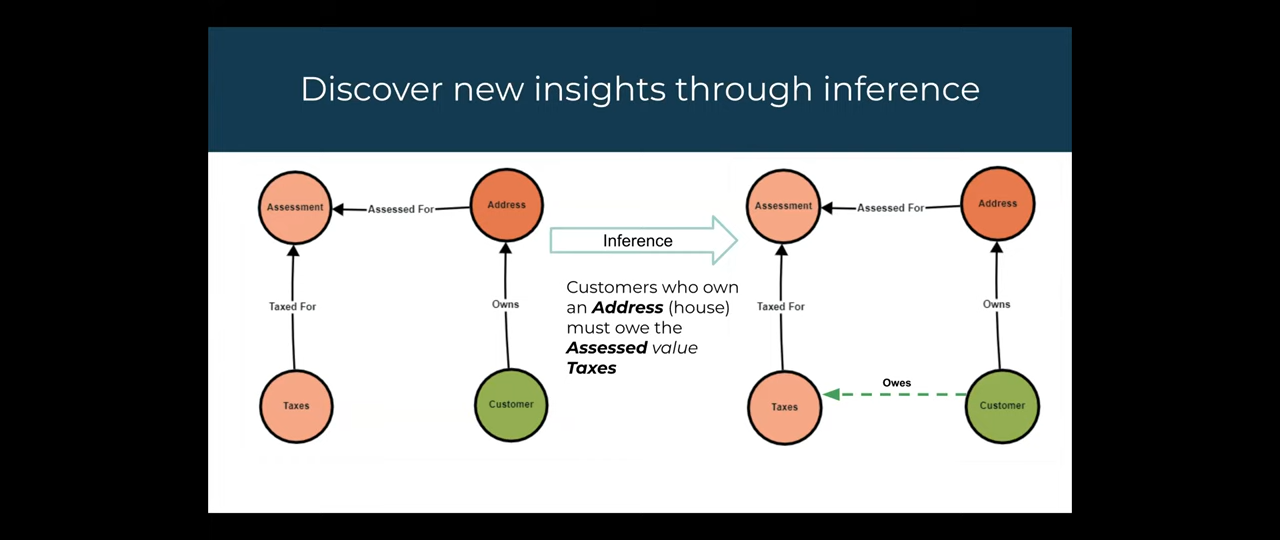 Discover new insights through inference
Assessment
Assessed For
Address
Taxed For
Owns
Taxes
Customer
Inference
Customers who own
an Address (house)
must owe the
Assessed value
Taxes
Assessment
Assessed For
Address
Taxed For
Owns
Taxes
Owes
Customer